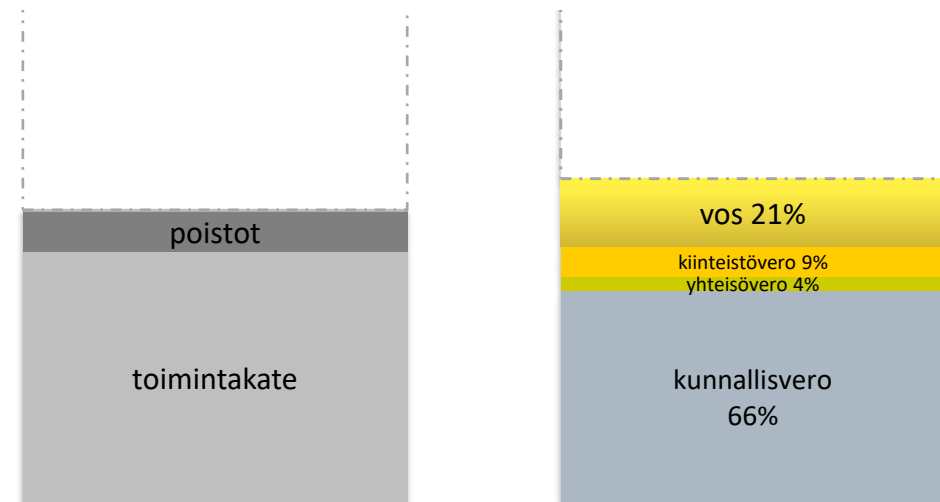 poistot
toimintakate
vos 21%
kiinteistövero 9%
yhteisövero 4%
kunnallisvero
66%